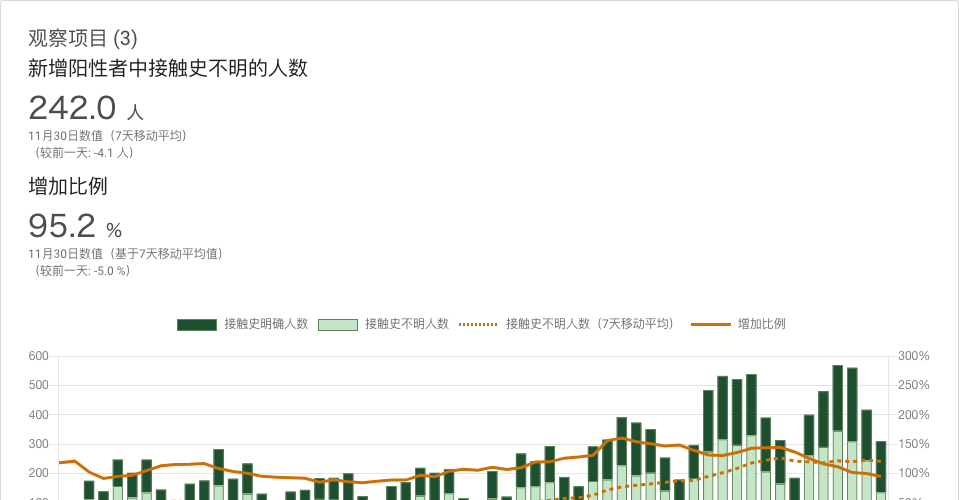 观察项目 (3)
新增阳性者中接触史不明的人数
242.0 人
11月30日数值（7天移动平均）
（较前一天: -4.1 人）
增加比例
95.2 %
11月30日数值（基于7天移动平均值）
（较前一天: -5.0 %）
接触史明确人数 接触史不明人数 接触史不明人数（7天移动平均） 增加比例
600 300%
500 250%
400 200%
300 150%
200 100%